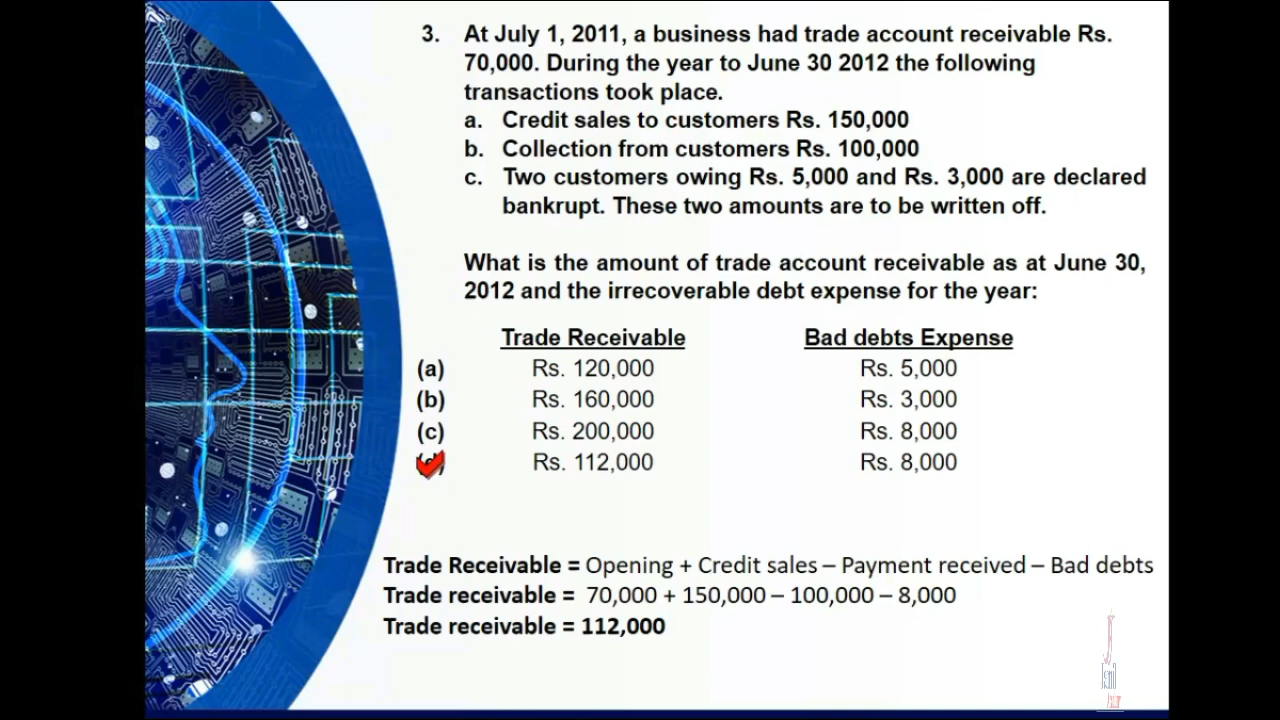 3. At July 1, 2011, a business had trade account receivable Rs.
70,000. During the year to June 30 2012 the following
transactions took place.
a. Credit sales to customers Rs. 150,000
b. Collection from customers Rs. 100,000
c. Two customers owing Rs. 5,000 and Rs. 3,000 are declared
bankrupt. These two amounts are to be written off.
What is the amount of trade account receivable as at June 30,
2012 and the irrecoverable debt expense for the year:
Trade Receivable Bad debts Expense
(a) Rs. 120,000 Rs. 5,000
(b) Rs. 160,000 Rs. 3,000
(c) Rs. 200,000 Rs. 8,000
Rs. 112,000 Rs. 8,000
Trade Receivable = Opening + Credit sales – Payment received – Bad debts
Trade receivable = 70,000 + 150,000 – 100,000 – 8,000
Trade receivable = 112,000